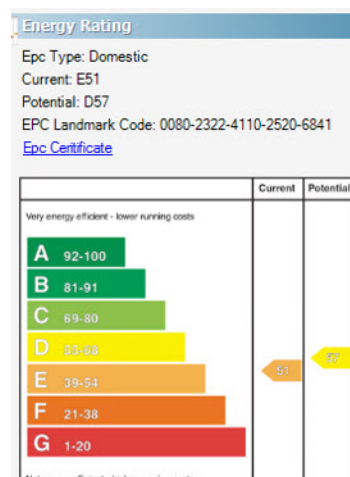 Energy Rating
Epc Type: Domestic
Current: E51
Potential: D57
EPC Landmark Code: 0080-2322-4110-2520-6841
Epc Ceritificate
Current Potential
Very energy efficient - lower running costs
A 92-100
B 81-91
C 69-80
D 55-68
E 39-54
F 21-38
G 1-20
51
57